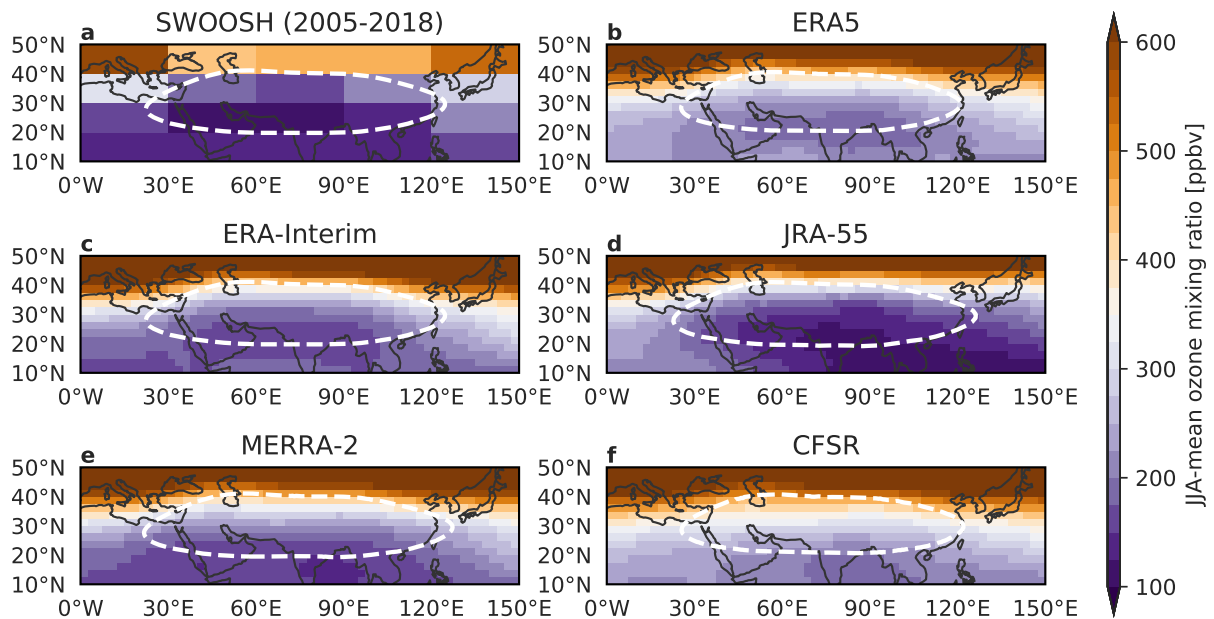 a SWOOSH (2005-2018)
50°N
40°N
30°N
20°N
10°N
0°W 30°E 60°E 90°E 120°E 150°E
b ERA5
50°N
40°N
30°N
20°N
10°N
0°W 30°E 60°E 90°E 120°E 150°E
c ERA-Interim
50°N
40°N
30°N
20°N
10°N
0°W 30°E 60°E 90°E 120°E 150°E
d JRA-55
50°N
40°N
30°N
20°N
10°N
0°W 30°E 60°E 90°E 120°E 150°E
e MERRA-2
50°N
40°N
30°N
20°N
10°N
0°W 30°E 60°E 90°E 120°E 150°E
f CFSR
50°N
40°N
30°N
20°N
10°N
0°W 30°E 60°E 90°E 120°E 150°E
600
500
400
300
200
100
JJA-mean ozone mixing ratio [ppbv]